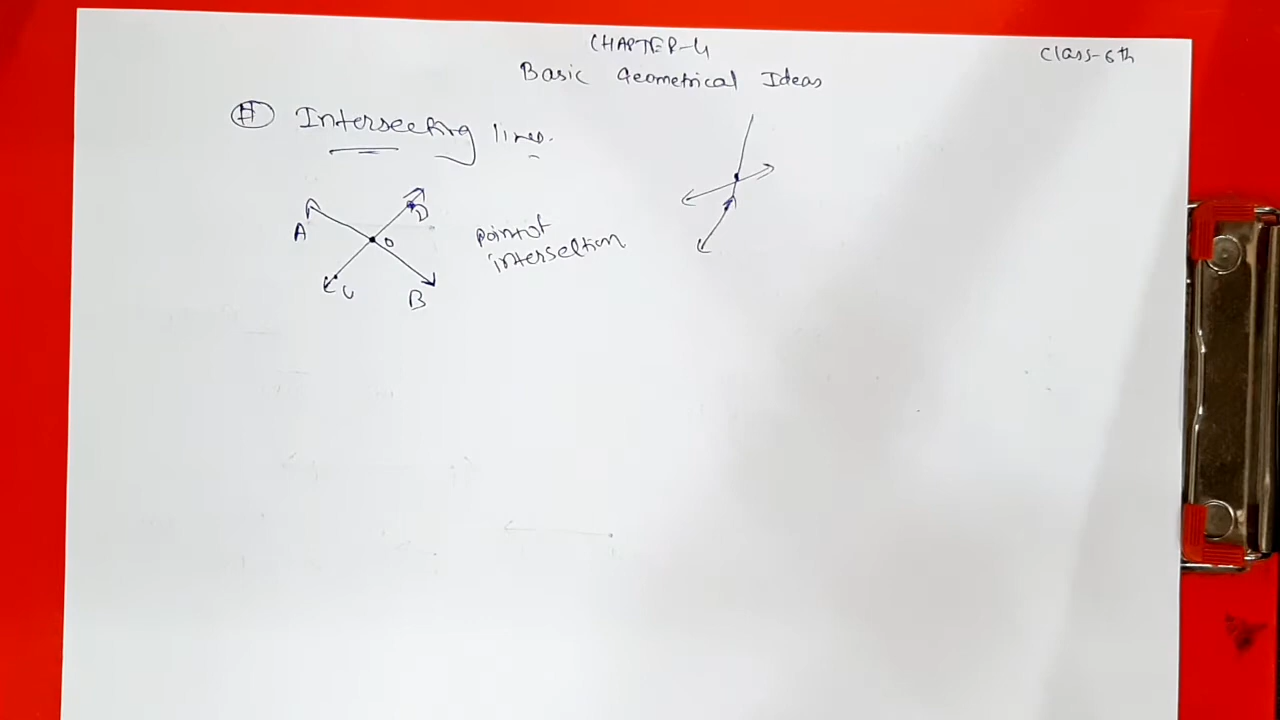 CHAPTER-4
Class-6th
Basic Geometrical Ideas
# Intersecting lines.
A
D
O
C
B
point of
intersection